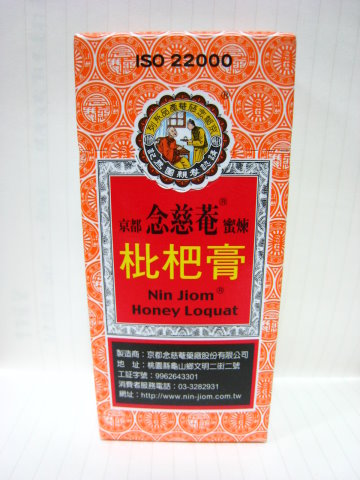 ISO 22000
京都 念慈菴® 蜜煉
枇杷膏
Nin Jiom®
Honey Loquat
製造商：京都念慈菴藥廠股份有限公司
地　址：桃園縣龜山鄉文明二街二號
工証字號：9962643301
消費者服務電話：03-3282931
網址：http://www.nin-jiom.com.tw